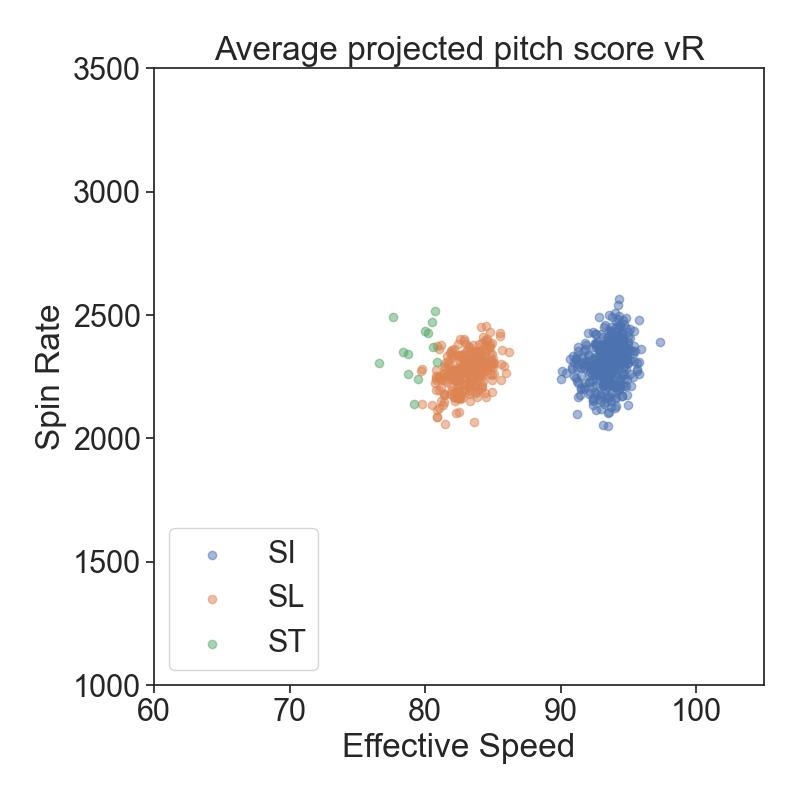 Average projected pitch score vR
3500
3000
2500
2000
1500
1000
Spin Rate
SI
SL
ST
60 70 80 90 100
Effective Speed